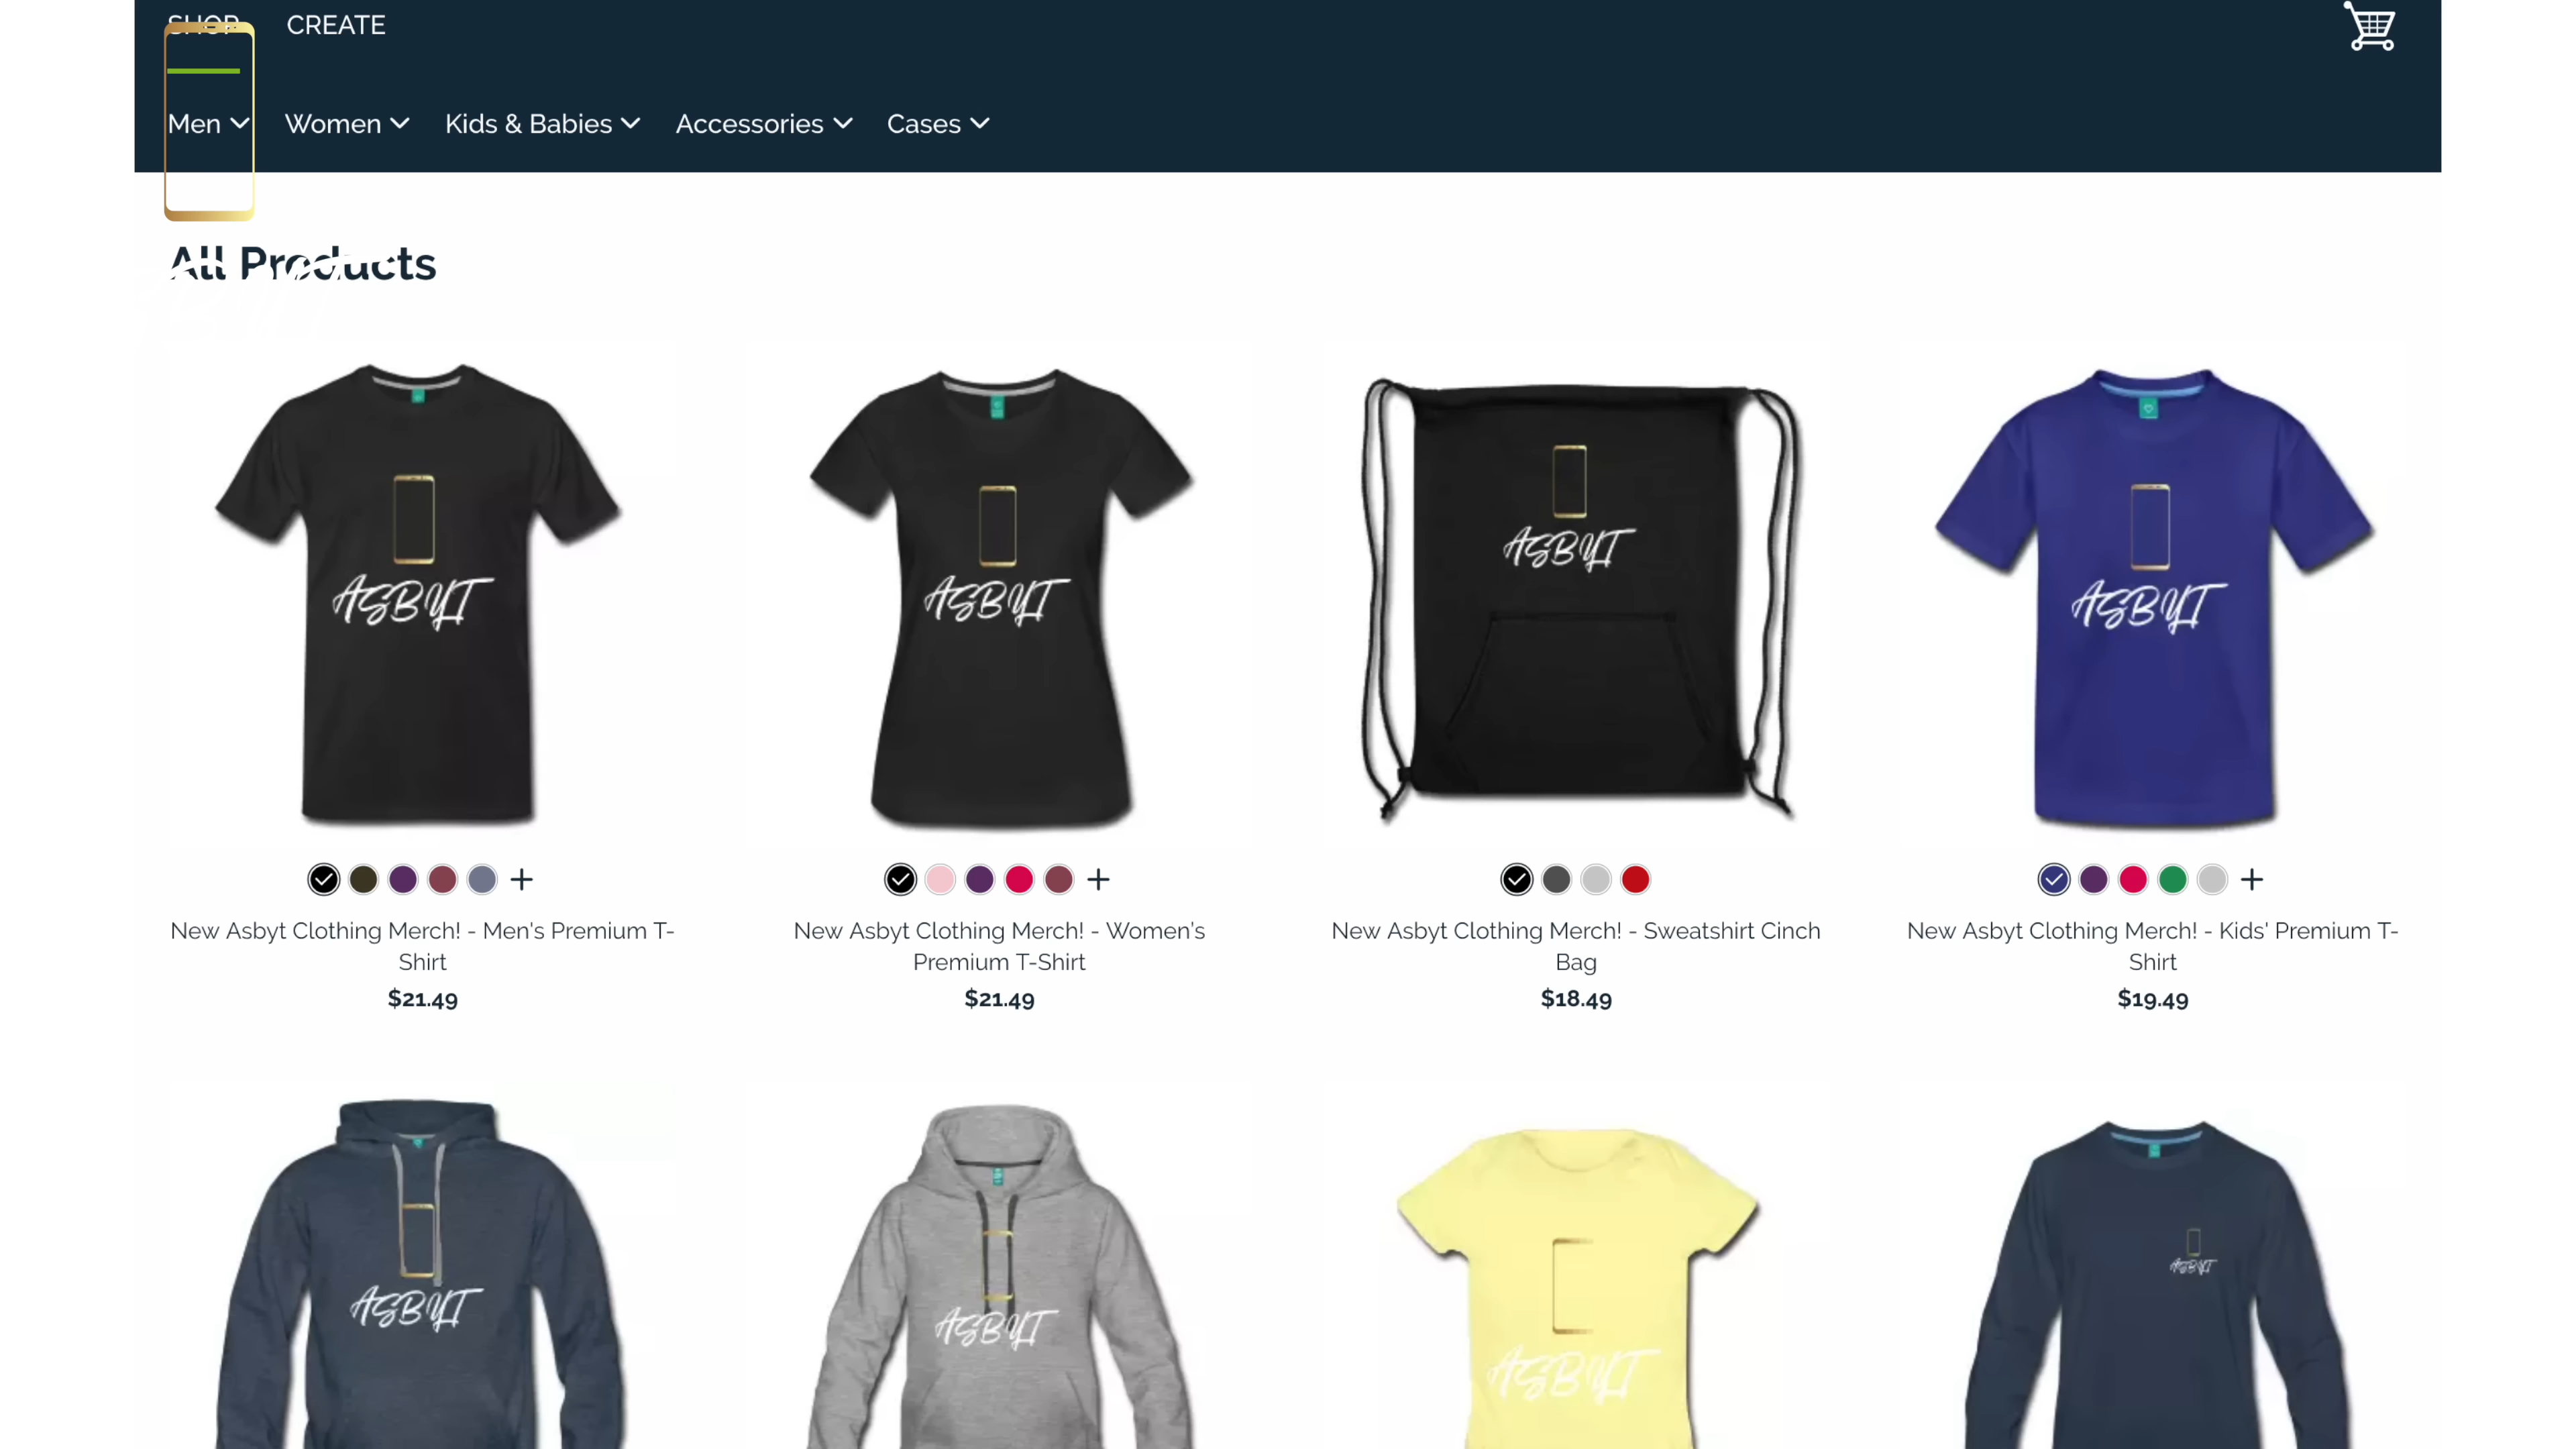 SHOP CREATE
Men Women Kids & Babies Accessories Cases
All Products
ASBYT
ASBYT
ASBYT
ASBYT
New Asbyt Clothing Merch! - Men's Premium T-
Shirt
$21.49
New Asbyt Clothing Merch! - Women's
Premium T-Shirt
$21.49
New Asbyt Clothing Merch! - Sweatshirt Cinch
Bag
$18.49
New Asbyt Clothing Merch! - Kids' Premium T-
Shirt
$19.49
ASBYT
ASBYT
ASBYT
ASBYT